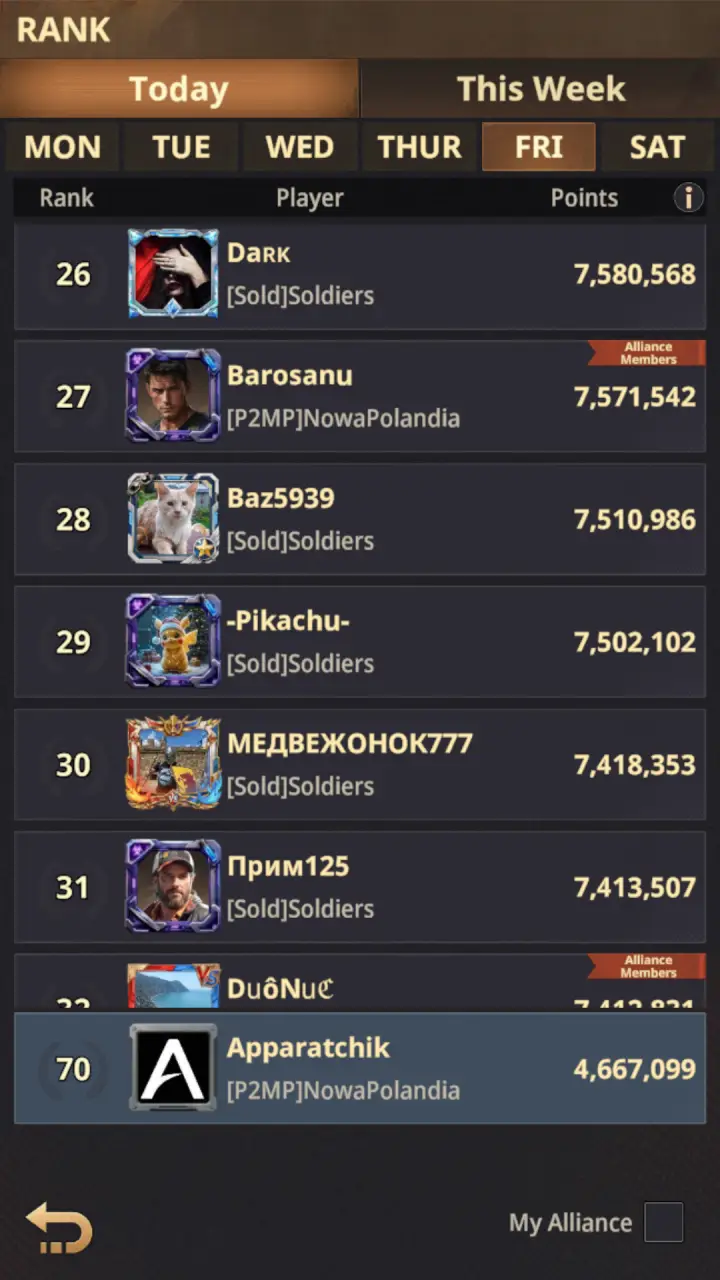 RANK
Today This Week
MON TUE WED THUR FRI SAT
Rank Player Points
26 Dᴀʀᴋ 7,580,568
[Sold]Soldiers
Alliance
Members
27 Barosanu 7,571,542
[P2MP]NowaPolandia
28 Baz5939 7,510,986
[Sold]Soldiers
29 -Pikachu- 7,502,102
[Sold]Soldiers
30 МЕДВЕЖОНОК777 7,418,353
[Sold]Soldiers
31 Прим125 7,413,507
[Sold]Soldiers
Alliance
Members
DuôNuℭ
70 Apparatchik 4,667,099
[P2MP]NowaPolandia
My Alliance